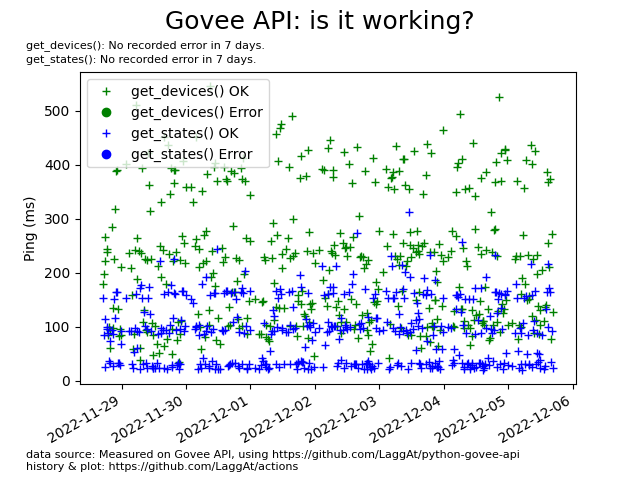 Govee API: is it working?
get_devices(): No recorded error in 7 days.
get_states(): No recorded error in 7 days.
get_devices() OK
get_devices() Error
get_states() OK
get_states() Error
500
400
300
200
100
0
Ping (ms)
2022-11-29
2022-11-30
2022-12-01
2022-12-02
2022-12-03
2022-12-04
2022-12-05
2022-12-06
data source: Measured on Govee API, using https://github.com/LaggAt/python-govee-api
history & plot: https://github.com/LaggAt/actions